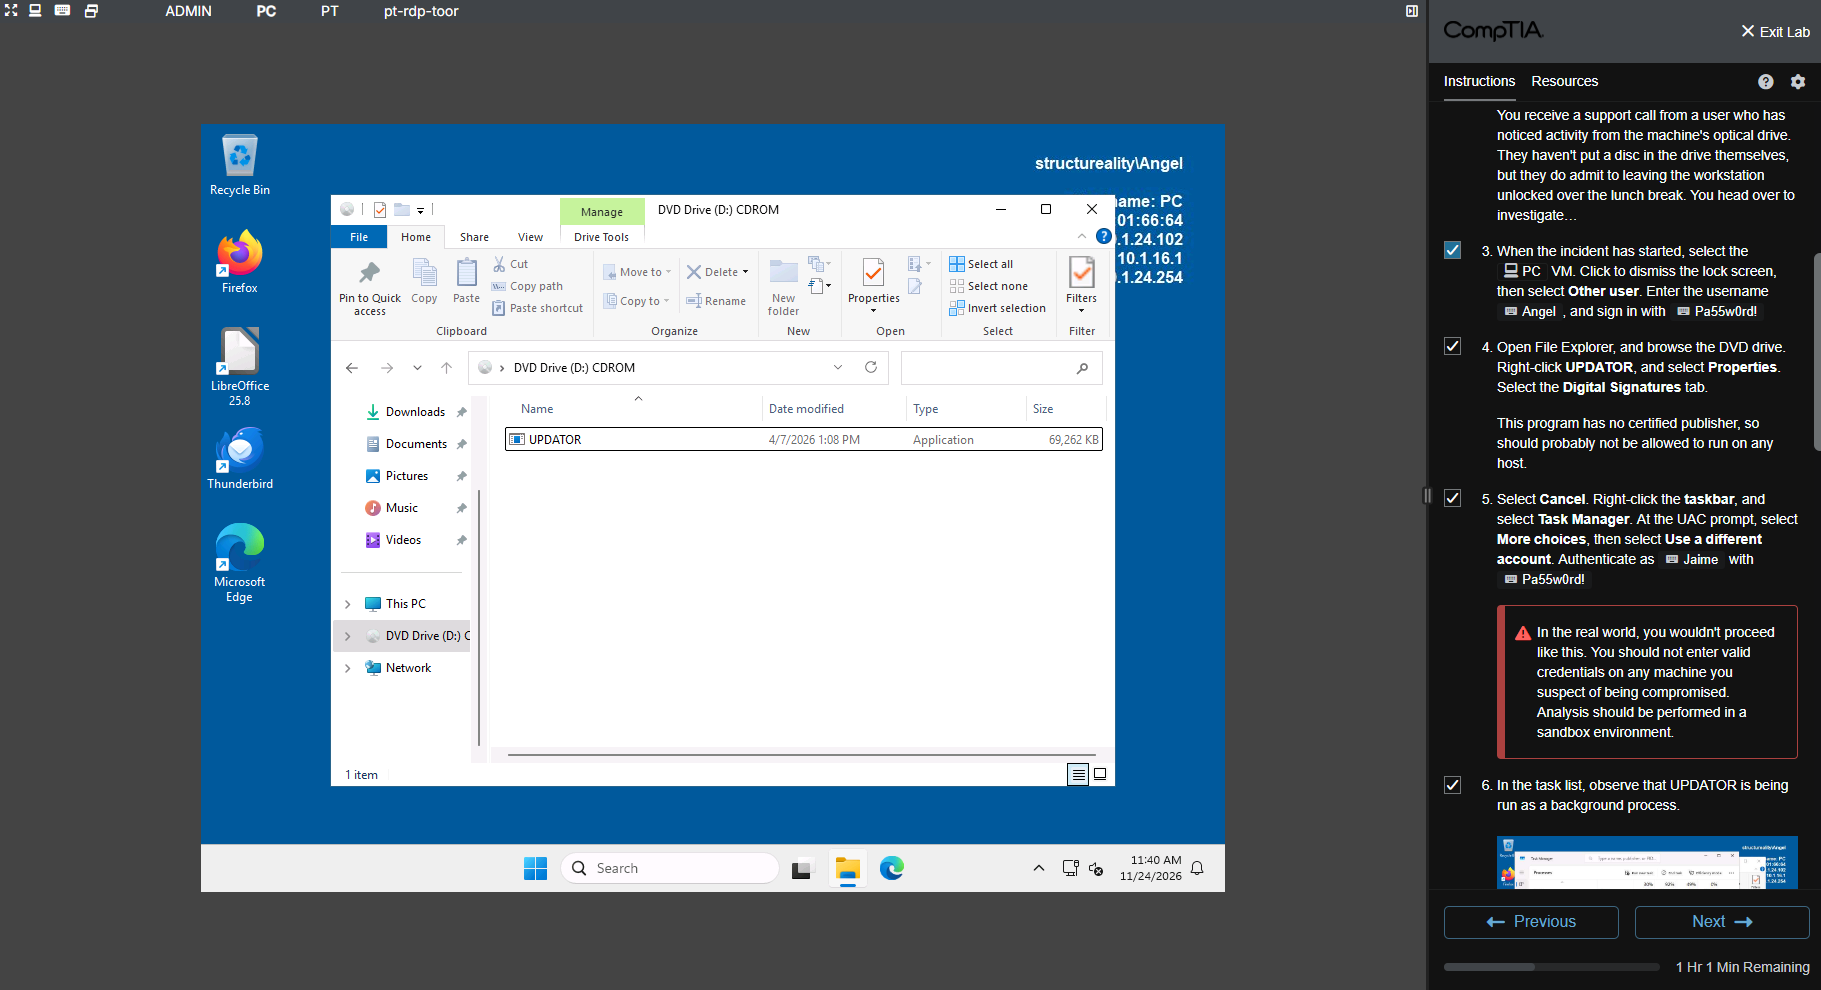 ADMIN PC PT pt-rdp-toor
CompTIA
Exit Lab
Instructions Resources
Recycle Bin
Firefox
LibreOffice
25.8
Thunderbird
Microsoft
Edge
structureality\Angel
name: PC
01:66:64
.1.24.102
10.1.16.1
.1.24.254
Manage DVD Drive (D:) CDROM
File Home Share View Drive Tools
Pin to Quick
access
Copy
Paste
Cut
Copy path
Paste shortcut
Clipboard
Move to
Copy to
Delete
Rename
Organize
New
folder
New
Properties
Open
Select all
Select none
Invert selection
Select
Filters
Filter
DVD Drive (D:) CDROM
Downloads
Documents
Pictures
Music
Videos
This PC
DVD Drive (D:) C
Network
Name Date modified Type Size
UPDATOR 4/7/2026 1:08 PM Application 69,262 KB
1 item
Search
11:40 AM
11/24/2026
You receive a support call from a user who has
noticed activity from the machine's optical drive.
They haven't put a disc in the drive themselves,
but they do admit to leaving the workstation
unlocked over the lunch break. You head over to
investigate…
3. When the incident has started, select the
PC VM. Click to dismiss the lock screen,
then select Other user. Enter the username
Angel , and sign in with Pa55w0rd!
4. Open File Explorer, and browse the DVD drive.
Right-click UPDATOR, and select Properties.
Select the Digital Signatures tab.
This program has no certified publisher, so
should probably not be allowed to run on any
host.
5. Select Cancel. Right-click the taskbar, and
select Task Manager. At the UAC prompt, select
More choices, then select Use a different
account. Authenticate as Jaime with
Pa55w0rd!
In the real world, you wouldn't proceed
like this. You should not enter valid
credentials on any machine you
suspect of being compromised.
Analysis should be performed in a
sandbox environment.
6. In the task list, observe that UPDATOR is being
run as a background process.
structureality\Angel
Task Manager
Processes
Previous Next
1 Hr 1 Min Remaining